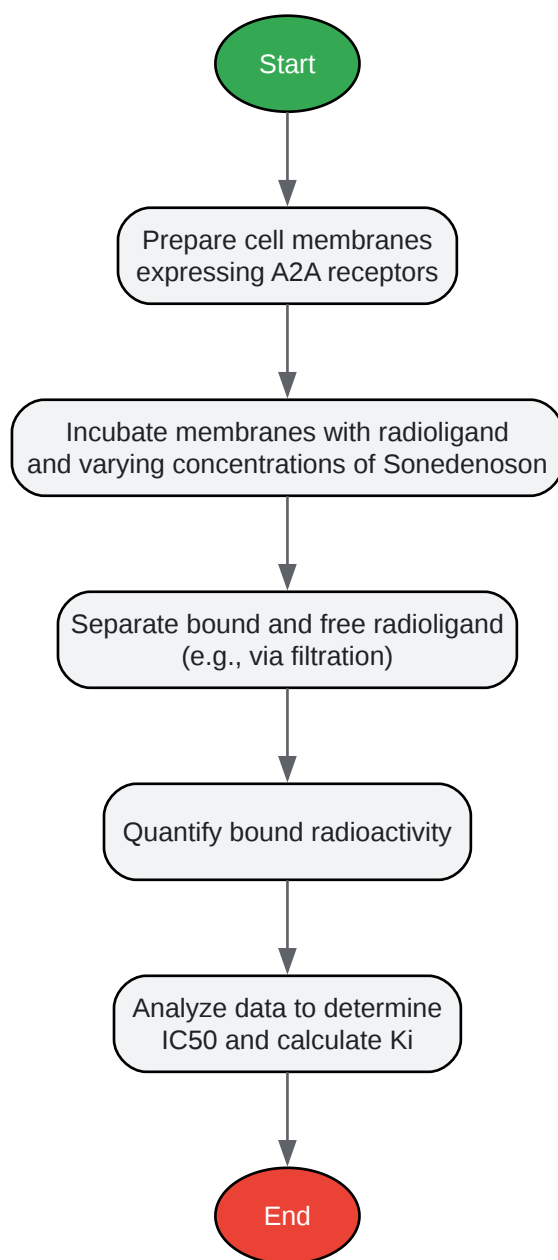 Start
Prepare cell membranes
expressing A2A receptors
Incubate membranes with radioligand
and varying concentrations of Sonedenoson
Separate bound and free radioligand
(e.g., via filtration)
Quantify bound radioactivity
Analyze data to determine
IC50 and calculate Ki
End